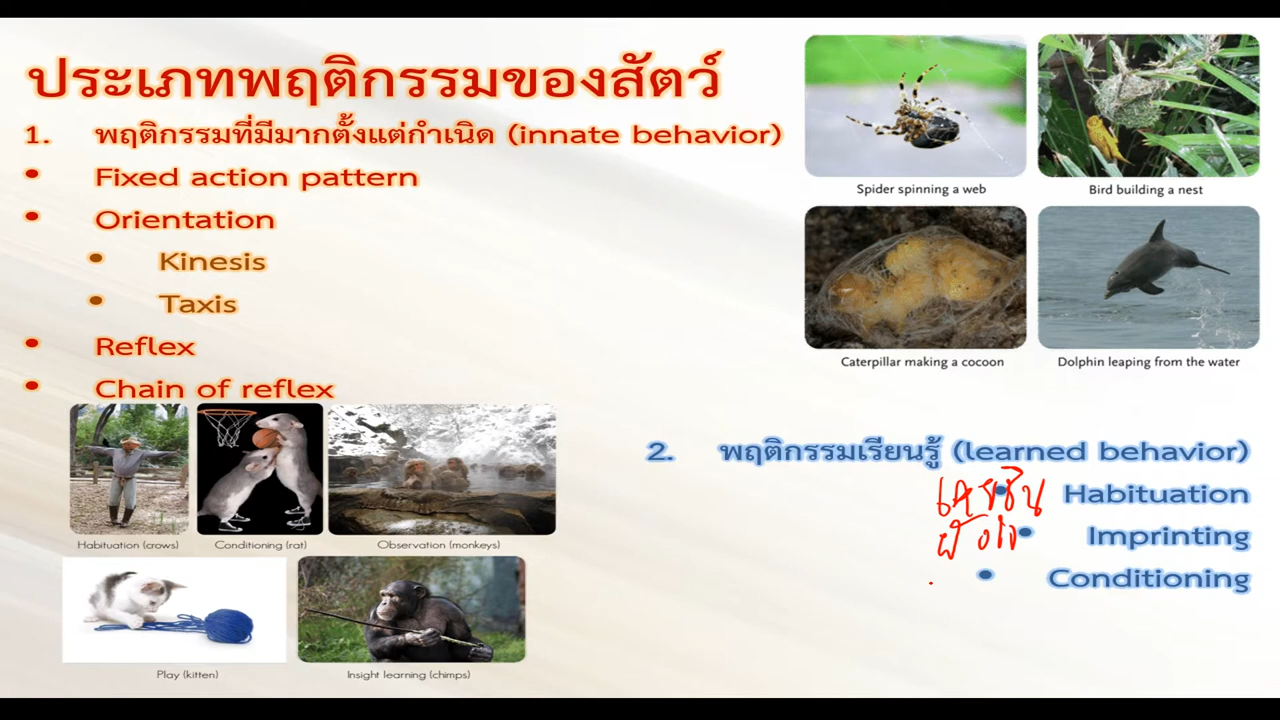 ประเภทพฤติกรรมของสัตว์
1. พฤติกรรมที่มีมากตั้งแต่กำเนิด (innate behavior)
• Fixed action pattern
• Orientation
• Kinesis
• Taxis
• Reflex
• Chain of reflex
Spider spinning a web
Bird building a nest
Caterpillar making a cocoon
Dolphin leaping from the water
Habituation (crows)
Conditioning (rat)
Observation (monkeys)
Play (kitten)
Insight learning (chimps)
2. พฤติกรรมเรียนรู้ (learned behavior)
เคยชิน • Habituation
ฝังใจ • Imprinting
• Conditioning